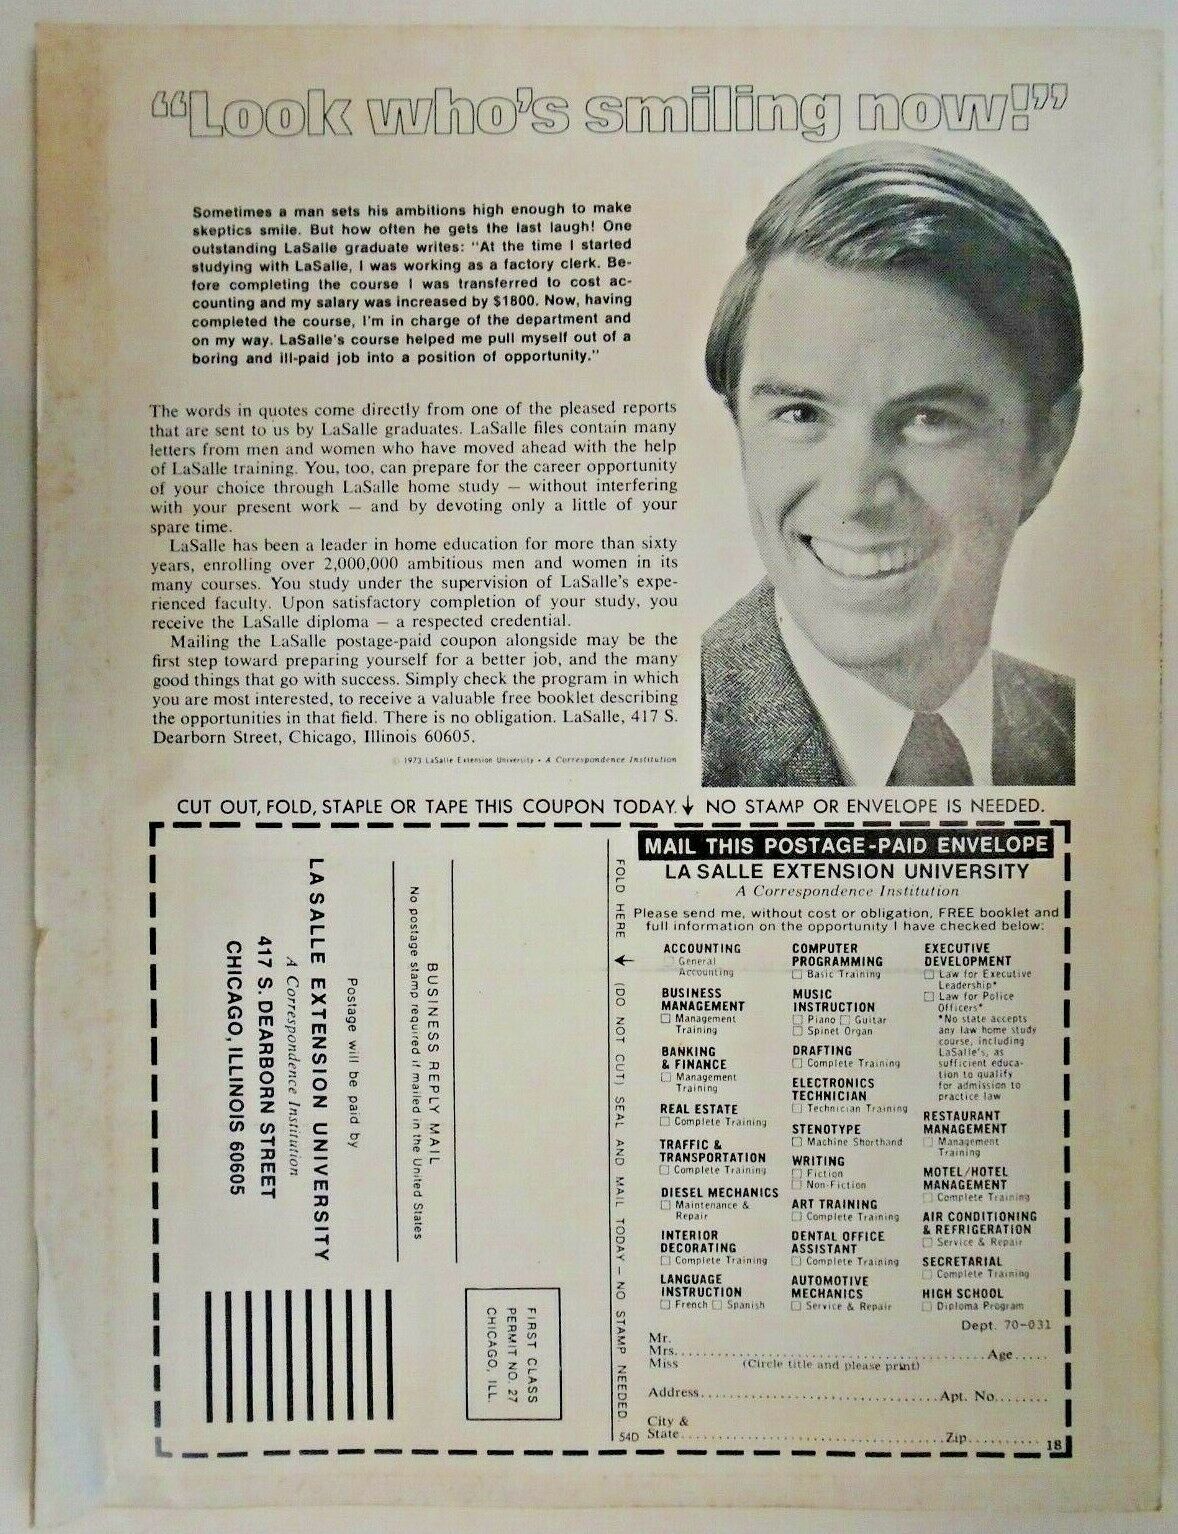 “Look who’s smiling now!”
Sometimes a man sets his ambitions high enough to make
skeptics smile. But how often he gets the last laugh! One
outstanding LaSalle graduate writes: "At the time I started
studying with LaSalle, I was working as a factory clerk. Be-
fore completing the course I was transferred to cost ac-
counting and my salary was increased by $1800. Now, having
completed the course, I'm in charge of the department and
on my way. LaSalle's course helped me pull myself out of a
boring and ill-paid job into a position of opportunity."
The words in quotes come directly from one of the pleased reports
that are sent to us by LaSalle graduates. LaSalle files contain many
letters from men and women who have moved ahead with the help
of LaSalle training. You, too, can prepare for the career opportunity
of your choice through LaSalle home study — without interfering
with your present work — and by devoting only a little of your
spare time.
LaSalle has been a leader in home education for more than sixty
years, enrolling over 2,000,000 ambitious men and women in its
many courses. You study under the supervision of LaSalle's expe-
rienced faculty. Upon satisfactory completion of your study, you
receive the LaSalle diploma — a respected credential.
Mailing the LaSalle postage-paid coupon alongside may be the
first step toward preparing yourself for a better job, and the many
good things that go with success. Simply check the program in which
you are most interested, to receive a valuable free booklet describing
the opportunities in that field. There is no obligation. LaSalle, 417 S.
Dearborn Street, Chicago, Illinois 60605.
© 1973 LaSalle Extension University • A Correspondence Institution
CUT OUT, FOLD, STAPLE OR TAPE THIS COUPON TODAY. ↓ NO STAMP OR ENVELOPE IS NEEDED.
FIRST CLASS
PERMIT NO. 27
CHICAGO, ILL.
BUSINESS REPLY MAIL
No postage stamp required if mailed in the United States
Postage will be paid by
LA SALLE EXTENSION UNIVERSITY
A Correspondence Institution
417 S. DEARBORN STREET
CHICAGO, ILLINOIS 60605
FOLD HERE ← (DO NOT CUT) SEAL AND MAIL TODAY — NO STAMP NEEDED
MAIL THIS POSTAGE-PAID ENVELOPE
LA SALLE EXTENSION UNIVERSITY
A Correspondence Institution
Please send me, without cost or obligation, FREE booklet and
full information on the opportunity I have checked below:
ACCOUNTING
☐ General
Accounting
BUSINESS
MANAGEMENT
☐ Management
Training
BANKING
& FINANCE
☐ Management
Training
REAL ESTATE
☐ Complete Training
TRAFFIC &
TRANSPORTATION
☐ Complete Training
DIESEL MECHANICS
☐ Maintenance &
Repair
INTERIOR
DECORATING
☐ Complete Training
LANGUAGE
INSTRUCTION
☐ French ☐ Spanish
COMPUTER
PROGRAMMING
☐ Basic Training
MUSIC
INSTRUCTION
☐ Piano ☐ Guitar
☐ Spinet Organ
DRAFTING
☐ Complete Training
ELECTRONICS
TECHNICIAN
☐ Technician Training
STENOTYPE
☐ Machine Shorthand
WRITING
☐ Fiction
☐ Non-Fiction
ART TRAINING
☐ Complete Training
DENTAL OFFICE
ASSISTANT
☐ Complete Training
AUTOMOTIVE
MECHANICS
☐ Service & Repair
EXECUTIVE
DEVELOPMENT
☐ Law for Executive
Leadership*
☐ Law for Police
Officers*
*No state accepts
any law home study
course, including
LaSalle's, as
sufficient educa-
tion to qualify
for admission to
practice law
RESTAURANT
MANAGEMENT
☐ Management
Training
MOTEL/HOTEL
MANAGEMENT
☐ Complete Training
AIR CONDITIONING
& REFRIGERATION
☐ Service & Repair
SECRETARIAL
☐ Complete Training
HIGH SCHOOL
☐ Diploma Program
Dept. 70-031
Mr.
Mrs. Age
Miss (Circle title and please print)
Address Apt. No.
City &
State Zip
54D
18